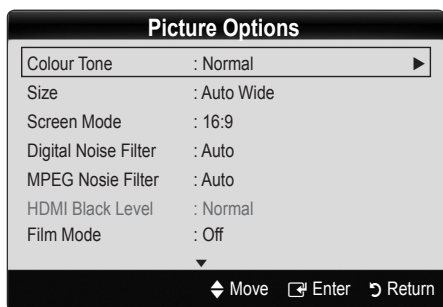 Picture Options
Colour Tone : Normal
Size : Auto Wide
Screen Mode : 16:9
Digital Noise Filter : Auto
MPEG Nosie Filter : Auto
HDMI Black Level : Normal
Film Mode : Off
Move Enter Return